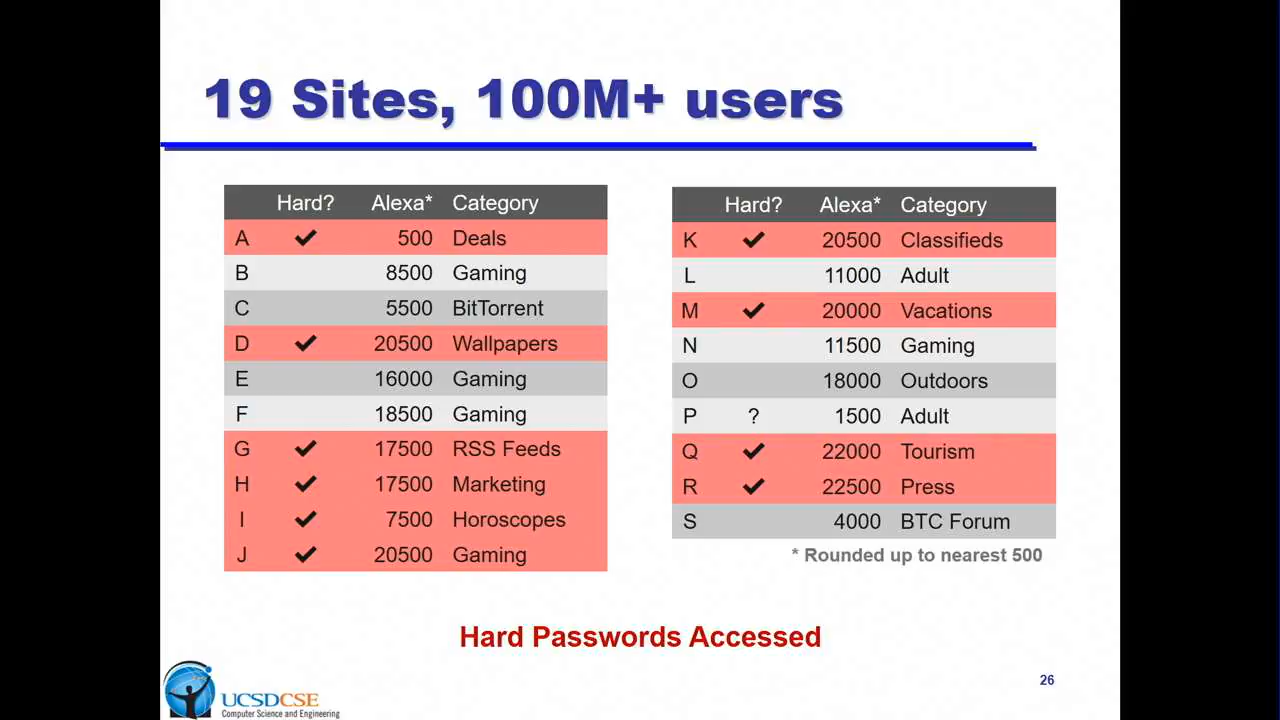 19 Sites, 100M+ users
Hard? Alexa* Category
A ✔ 500 Deals
B 8500 Gaming
C 5500 BitTorrent
D ✔ 20500 Wallpapers
E 16000 Gaming
F 18500 Gaming
G ✔ 17500 RSS Feeds
H ✔ 17500 Marketing
I ✔ 7500 Horoscopes
J ✔ 20500 Gaming
Hard? Alexa* Category
K ✔ 20500 Classifieds
L 11000 Adult
M ✔ 20000 Vacations
N 11500 Gaming
O 18000 Outdoors
P ? 1500 Adult
Q ✔ 22000 Tourism
R ✔ 22500 Press
S 4000 BTC Forum
* Rounded up to nearest 500
Hard Passwords Accessed
26
UCSDCSE
Computer Science and Engineering